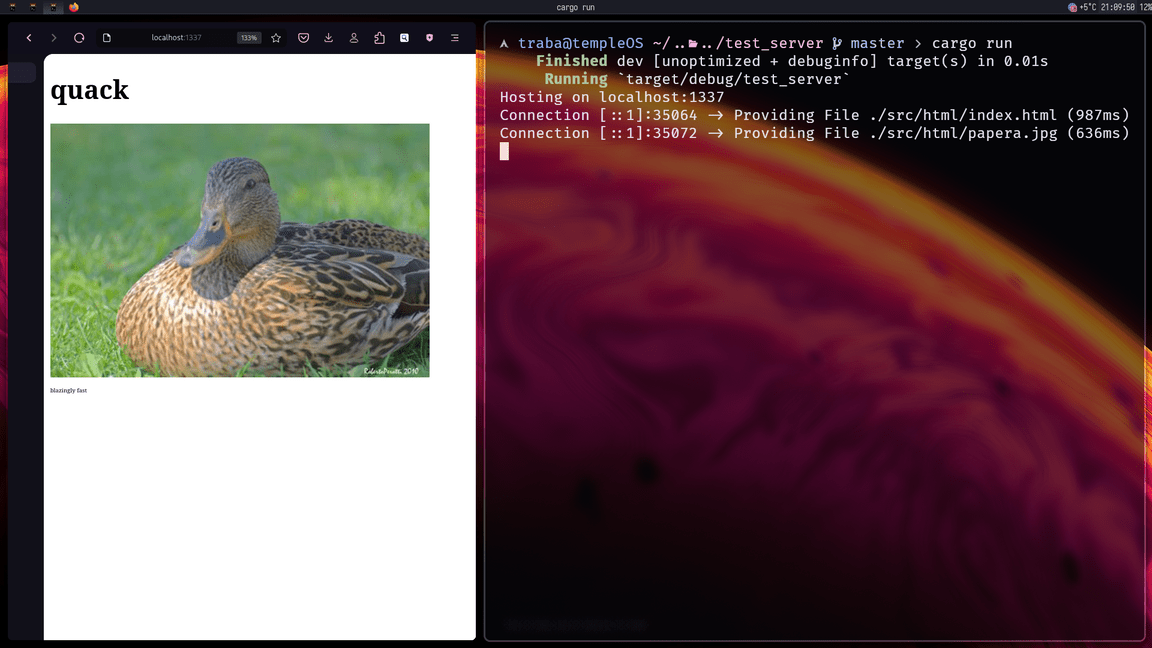 cargo run
+5°C 21:09:50 12%
localhost:1337
133%
quack
RobertoPerutti, 2010
blazingly fast
traba@templeOS ~/../../test_server master > cargo run
Finished dev [unoptimized + debuginfo] target(s) in 0.01s
Running `target/debug/test_server`
Hosting on localhost:1337
Connection [::1]:35064 → Providing File ./src/html/index.html (987ms)
Connection [::1]:35072 → Providing File ./src/html/papera.jpg (636ms)